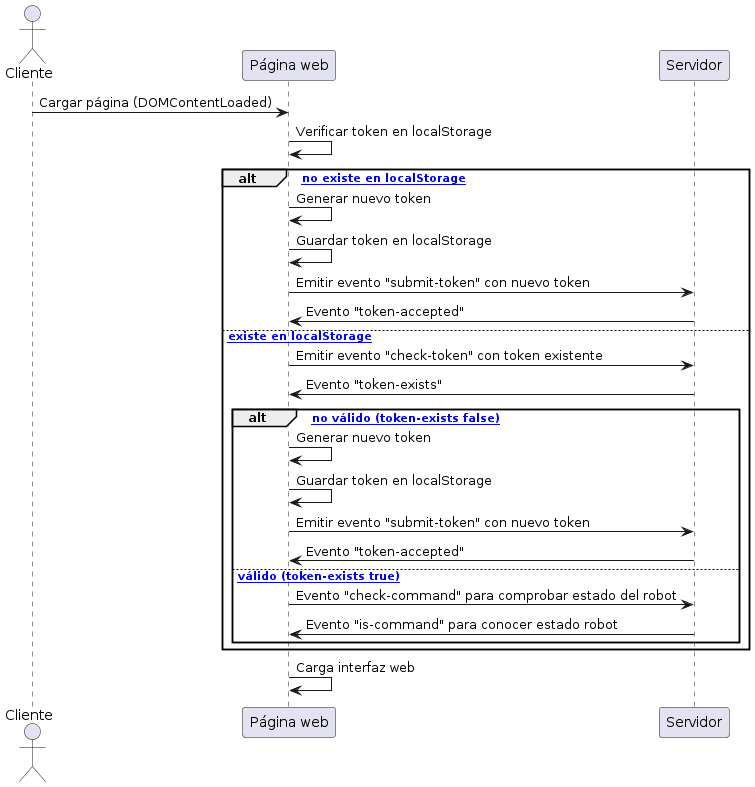 Cliente
Página web
Servidor
Cargar página (DOMContentLoaded)
Verificar token en localStorage
alt
no existe en localStorage
Generar nuevo token
Guardar token en localStorage
Emitir evento "submit-token" con nuevo token
Evento "token-accepted"
existe en localStorage
Emitir evento "check-token" con token existente
Evento "token-exists"
alt
no válido (token-exists false)
Generar nuevo token
Guardar token en localStorage
Emitir evento "submit-token" con nuevo token
Evento "token-accepted"
válido (token-exists true)
Evento "check-command" para comprobar estado del robot
Evento "is-command" para conocer estado robot
Carga interfaz web
Cliente
Página web
Servidor